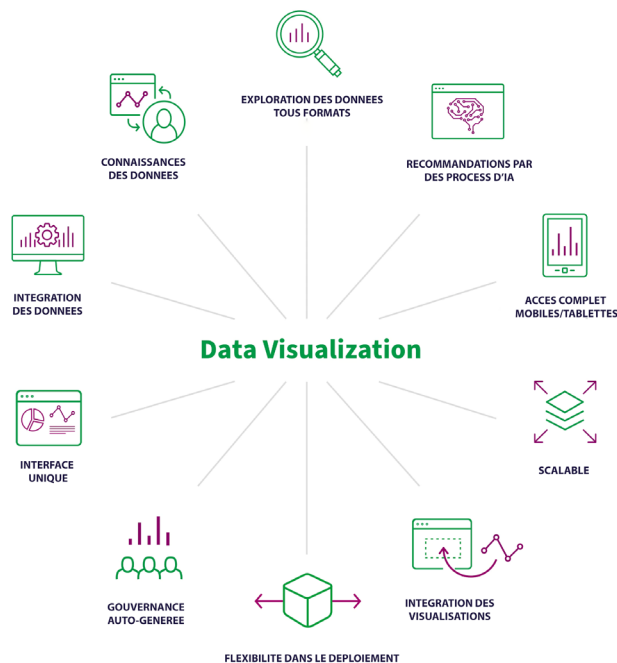 EXPLORATION DES DONNEES
TOUS FORMATS
CONNAISSANCES
DES DONNEES
RECOMMANDATIONS PAR
DES PROCESS D'IA
INTEGRATION
DES DONNEES
ACCES COMPLET
MOBILES/TABLETTES
Data Visualization
INTERFACE
UNIQUE
SCALABLE
GOUVERNANCE
AUTO-GENEREE
INTEGRATION DES
VISUALISATIONS
FLEXIBILITE DANS LE DEPLOIEMENT